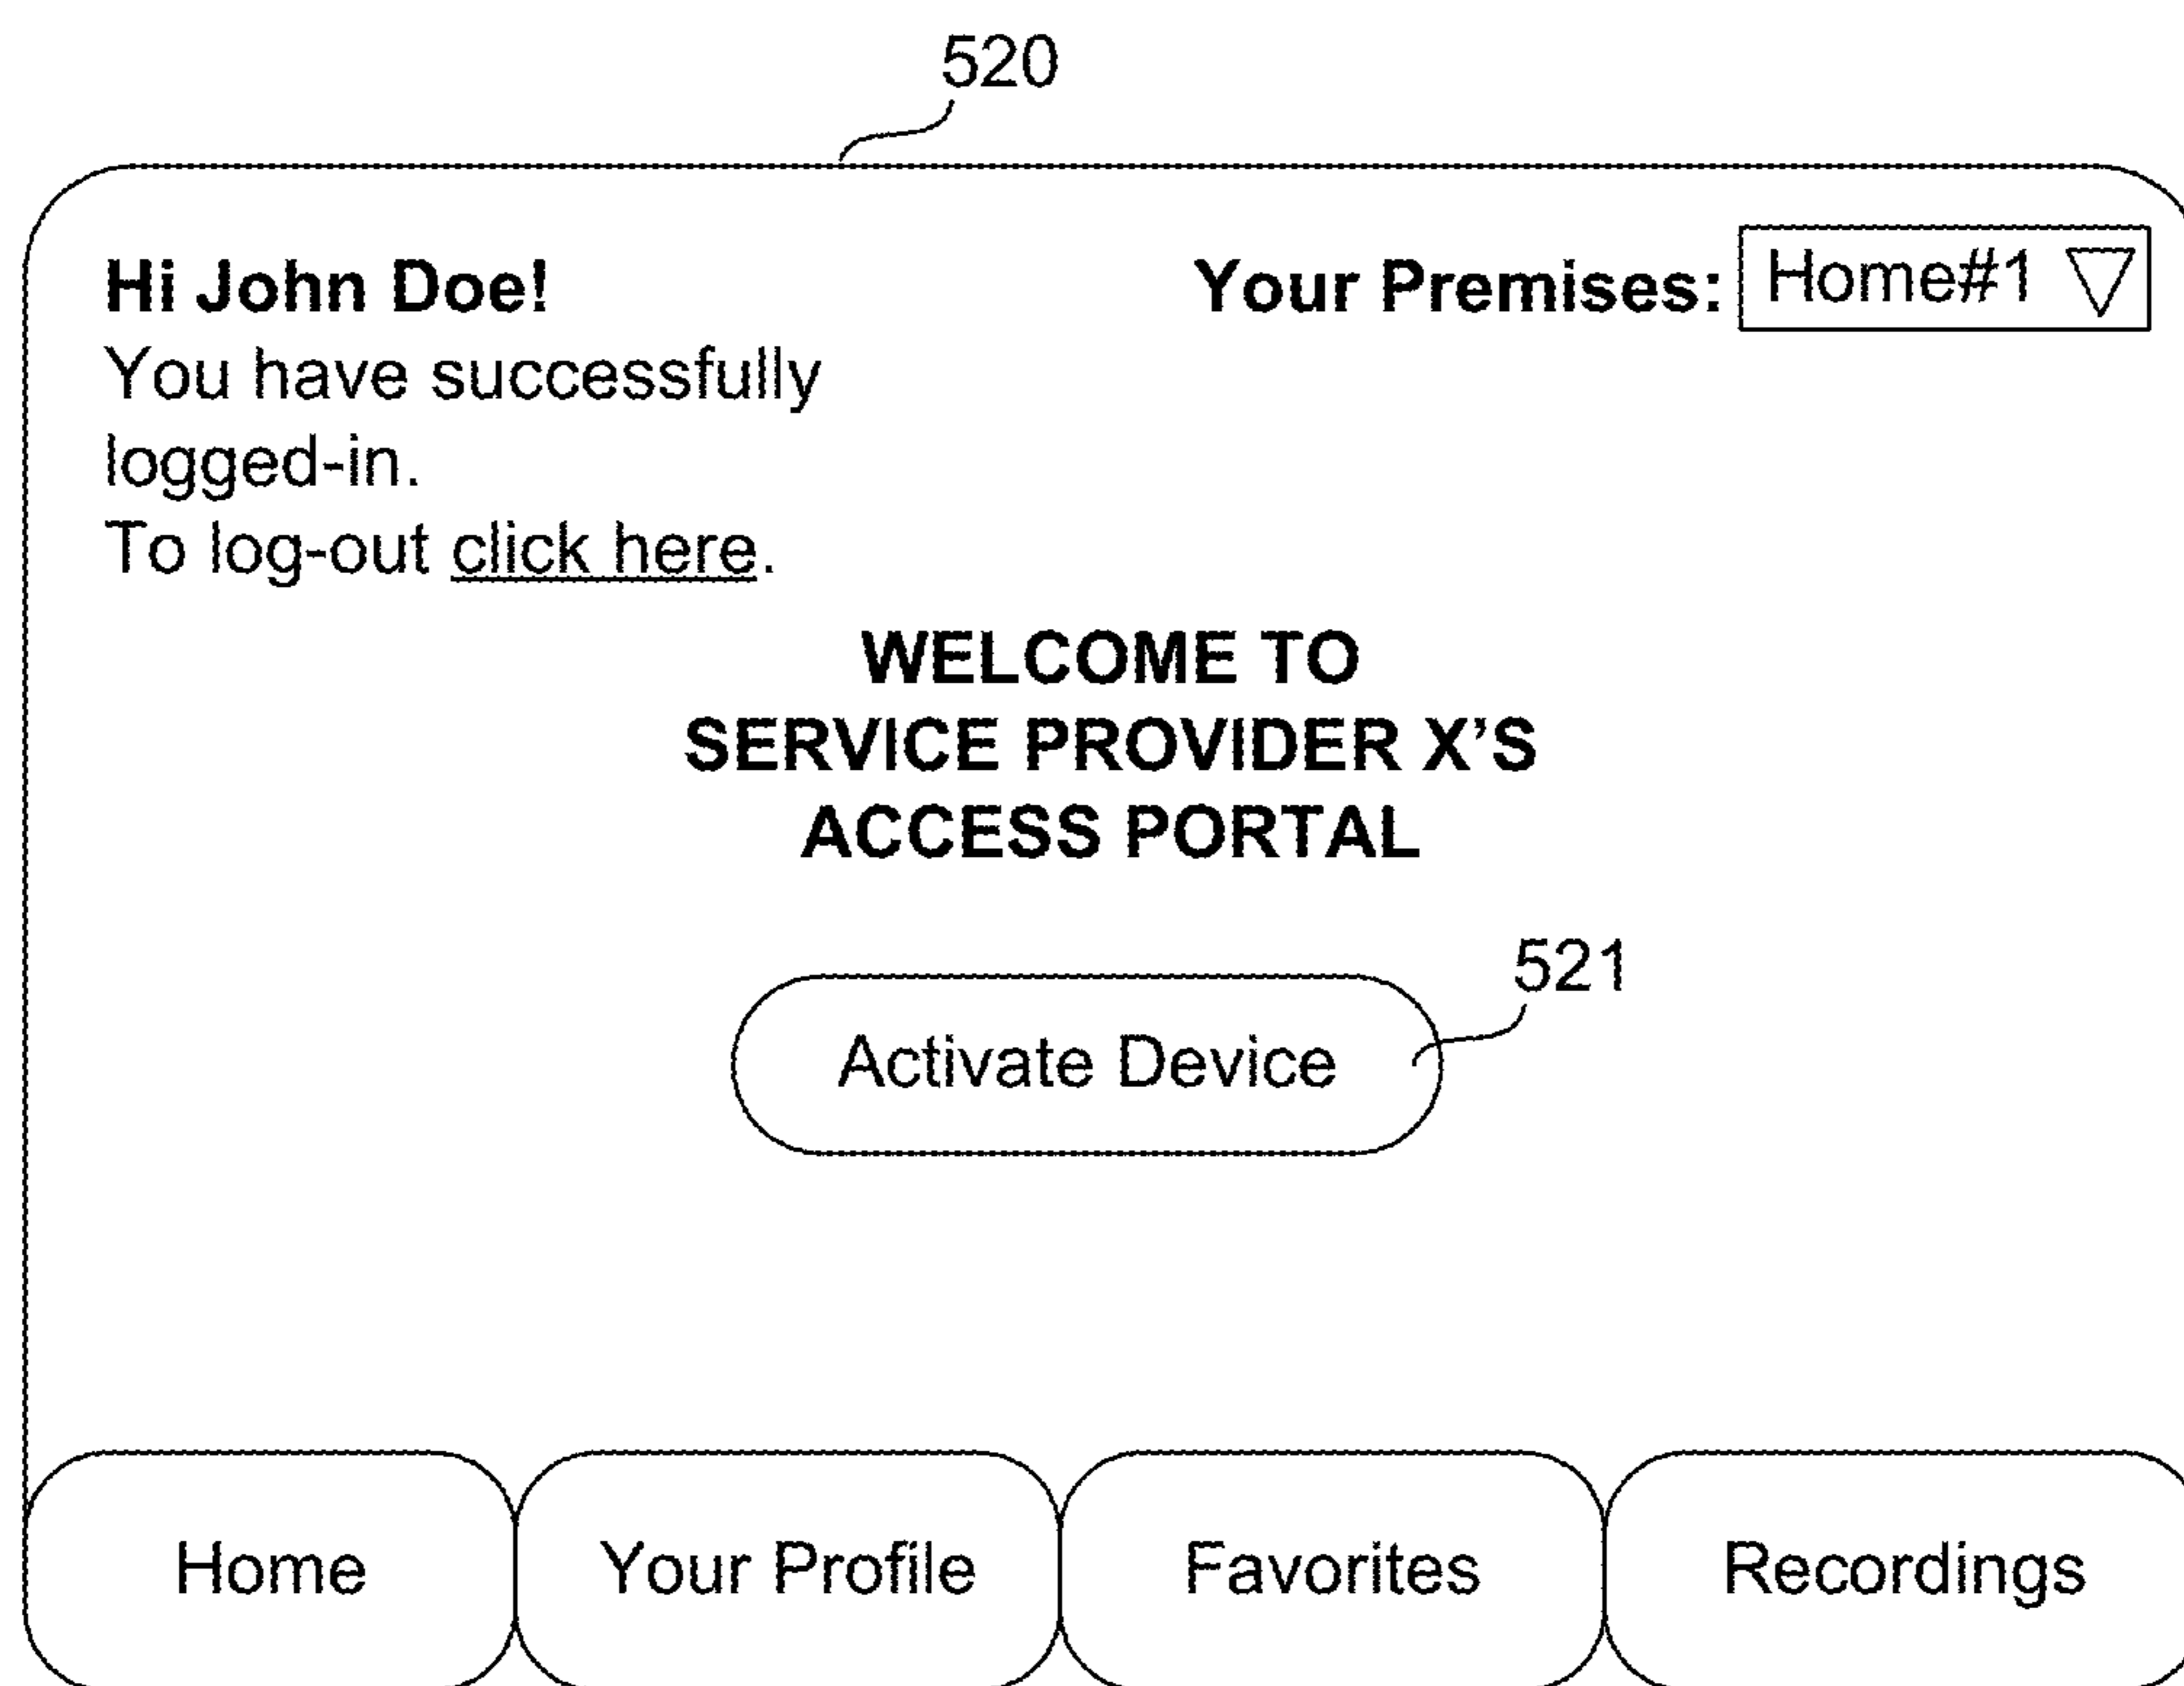 520
Hi John Doe!
Your Premises: Home#1
You have successfully
logged-in.
To log-out click here.
WELCOME TO
SERVICE PROVIDER X’S
ACCESS PORTAL
521
Activate Device
Home
Your Profile
Favorites
Recordings